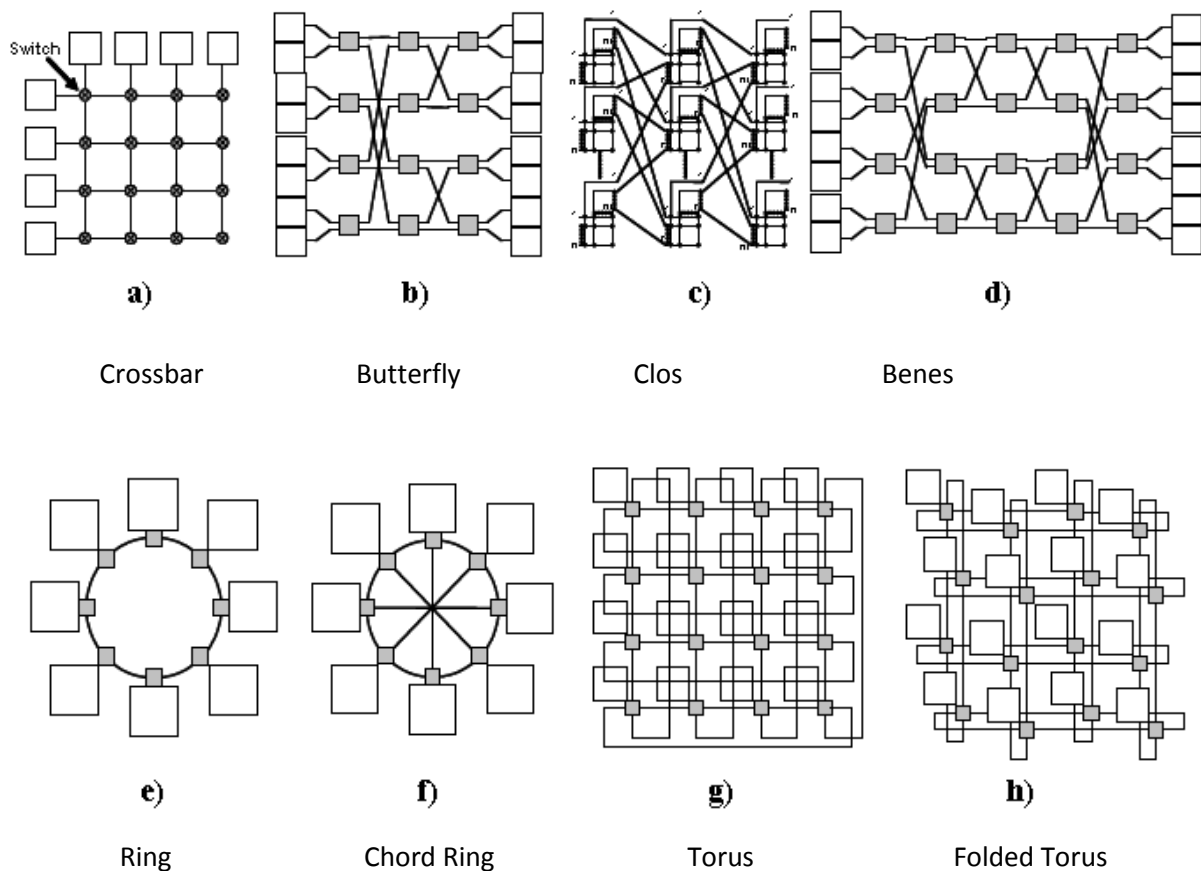 Switch
a) b) c) d)
Crossbar Butterfly Clos Benes
e) f) g) h)
Ring Chord Ring Torus Folded Torus